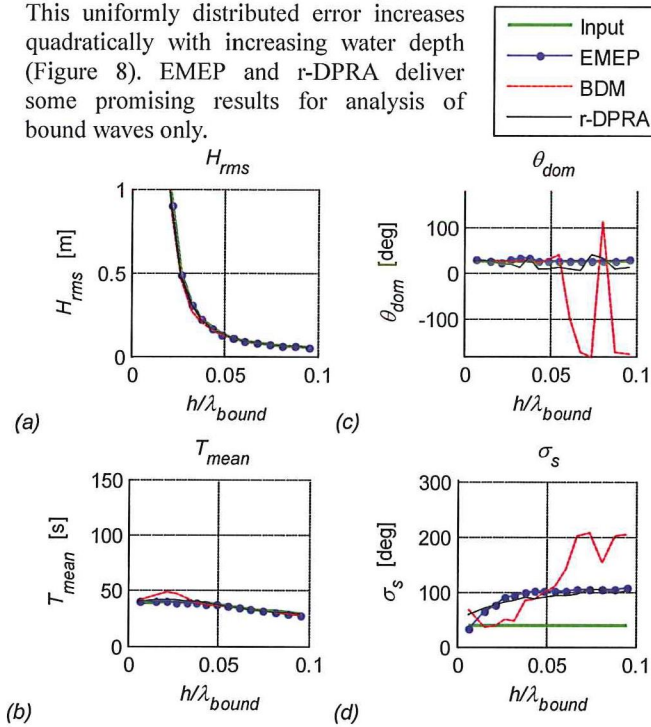 This uniformly distributed error increases
quadratically with increasing water depth
(Figure 8). EMEP and r-DPRA deliver
some promising results for analysis of
bound waves only.
Input
EMEP
BDM
r-DPRA
H_rms
1
0.5
0
H_rms [m]
0 0.05 0.1
h/λ_bound
(a)
θ_dom
100
0
-100
θ_dom [deg]
0 0.05 0.1
h/λ_bound
(c)
T_mean
150
100
50
0
T_mean [s]
0 0.05 0.1
h/λ_bound
(b)
σ_s
300
200
100
0
σ_s [deg]
0 0.05 0.1
h/λ_bound
(d)